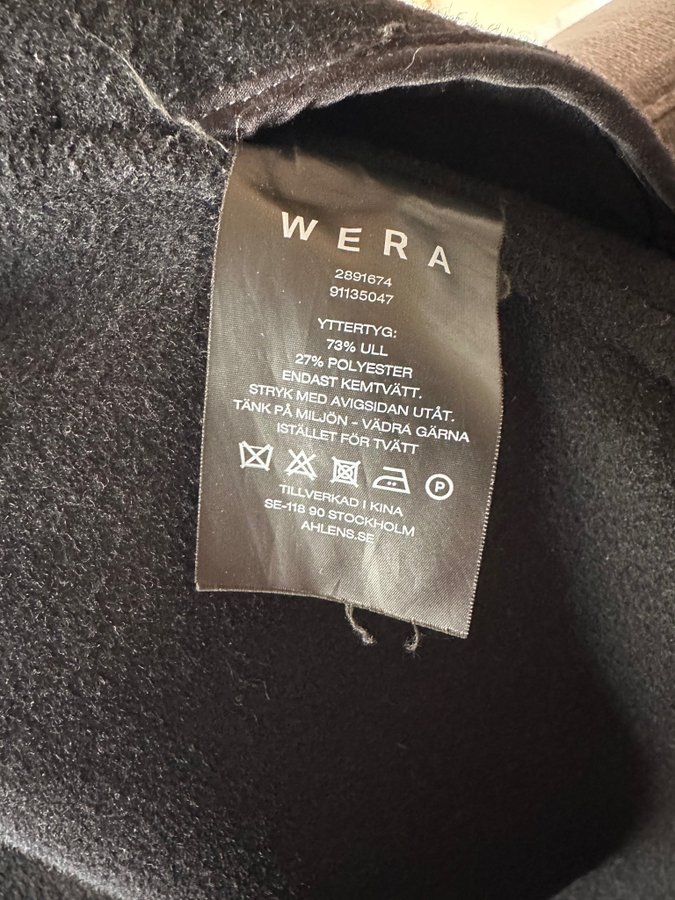 WERA
2891674
91135047
YTTERTYG:
73% ULL
27% POLYESTER
ENDAST KEMTVÄTT.
STRYK MED AVIGSIDAN UTÅT.
TÄNK PÅ MILJÖN - VÄDRA GÄRNA
ISTÄLLET FÖR TVÄTT
P
TILLVERKAD I KINA
SE-118 90 STOCKHOLM
AHLENS.SE